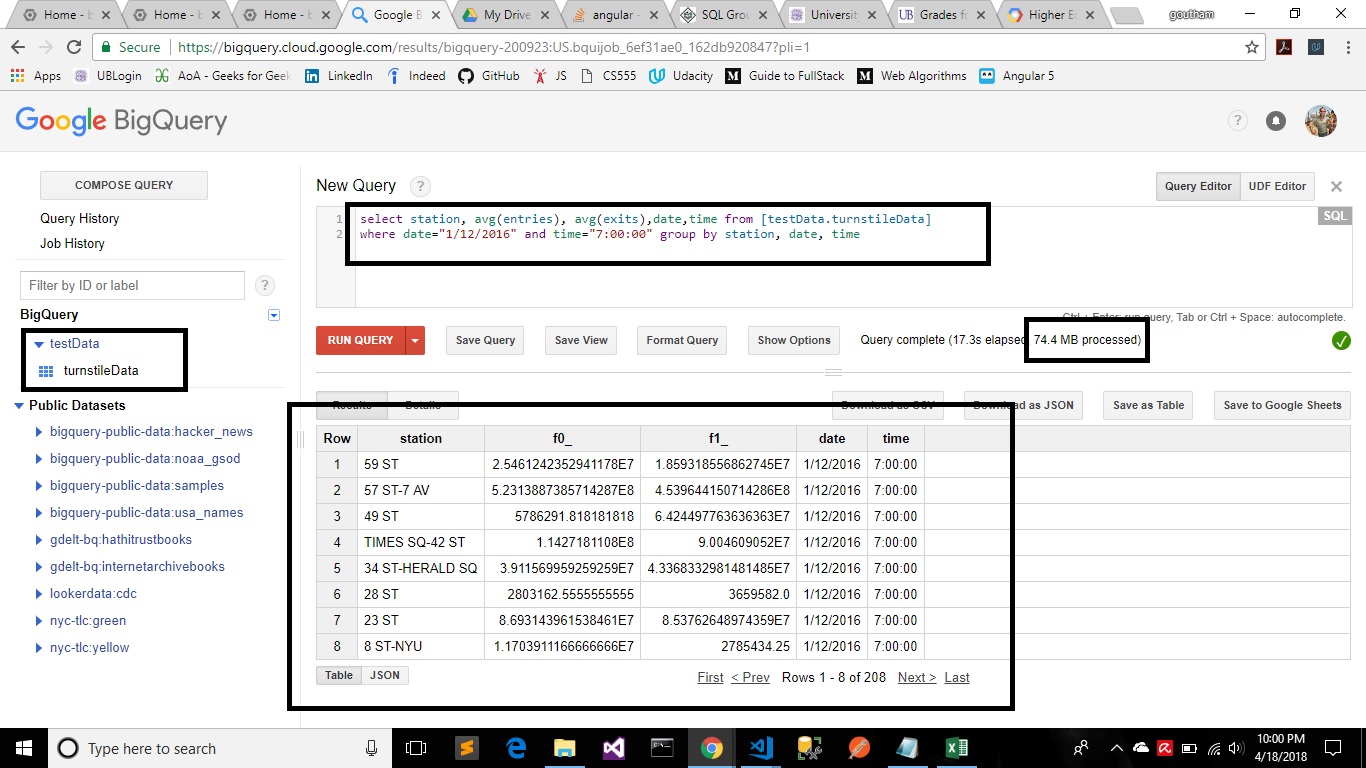 Home - b
Home - b
Home - b
Google B
My Drive
angular -
SQL Gro
University
Grades fo
Higher Ed
goutham
Secure https://bigquery.cloud.google.com/results/bigquery-200923:US.bquijob_6ef31ae0_162db920847?pli=1
Apps UBLogin AoA - Geeks for Geek LinkedIn Indeed GitHub JS CS555 Udacity Guide to FullStack Web Algorithms Angular 5
Google BigQuery
?
COMPOSE QUERY
Query History
Job History
Filter by ID or label
?
BigQuery
testData
turnstileData
Public Datasets
bigquery-public-data:hacker_news
bigquery-public-data:noaa_gsod
bigquery-public-data:samples
bigquery-public-data:usa_names
gdelt-bq:hathitrustbooks
gdelt-bq:internetarchivebooks
lookerdata:cdc
nyc-tlc:green
nyc-tlc:yellow
New Query ?
Query Editor UDF Editor
SQL
1 select station, avg(entries), avg(exits),date,time from [testData.turnstileData]
2 where date="1/12/2016" and time="7:00:00" group by station, date, time
Ctrl + Enter: run query, Tab or Ctrl + Space: autocomplete.
RUN QUERY Save Query Save View Format Query Show Options Query complete (17.3s elapsed 74.4 MB processed)
Results Details Download as CSV Download as JSON Save as Table Save to Google Sheets
Row station f0_ f1_ date time
1 59 ST 2.5461242352941178E7 1.859318556862745E7 1/12/2016 7:00:00
2 57 ST-7 AV 5.2313887385714287E8 4.539644150714286E8 1/12/2016 7:00:00
3 49 ST 5786291.818181818 6.424497763636363E7 1/12/2016 7:00:00
4 TIMES SQ-42 ST 1.1427181108E8 9.004609052E7 1/12/2016 7:00:00
5 34 ST-HERALD SQ 3.911569959259259E7 4.3368332981481485E7 1/12/2016 7:00:00
6 28 ST 2803162.5555555555 3659582.0 1/12/2016 7:00:00
7 23 ST 8.693143961538461E7 8.53762648974359E7 1/12/2016 7:00:00
8 8 ST-NYU 1.1703911166666666E7 2785434.25 1/12/2016 7:00:00
Table JSON First < Prev Rows 1 - 8 of 208 Next > Last
Type here to search
10:00 PM
4/18/2018